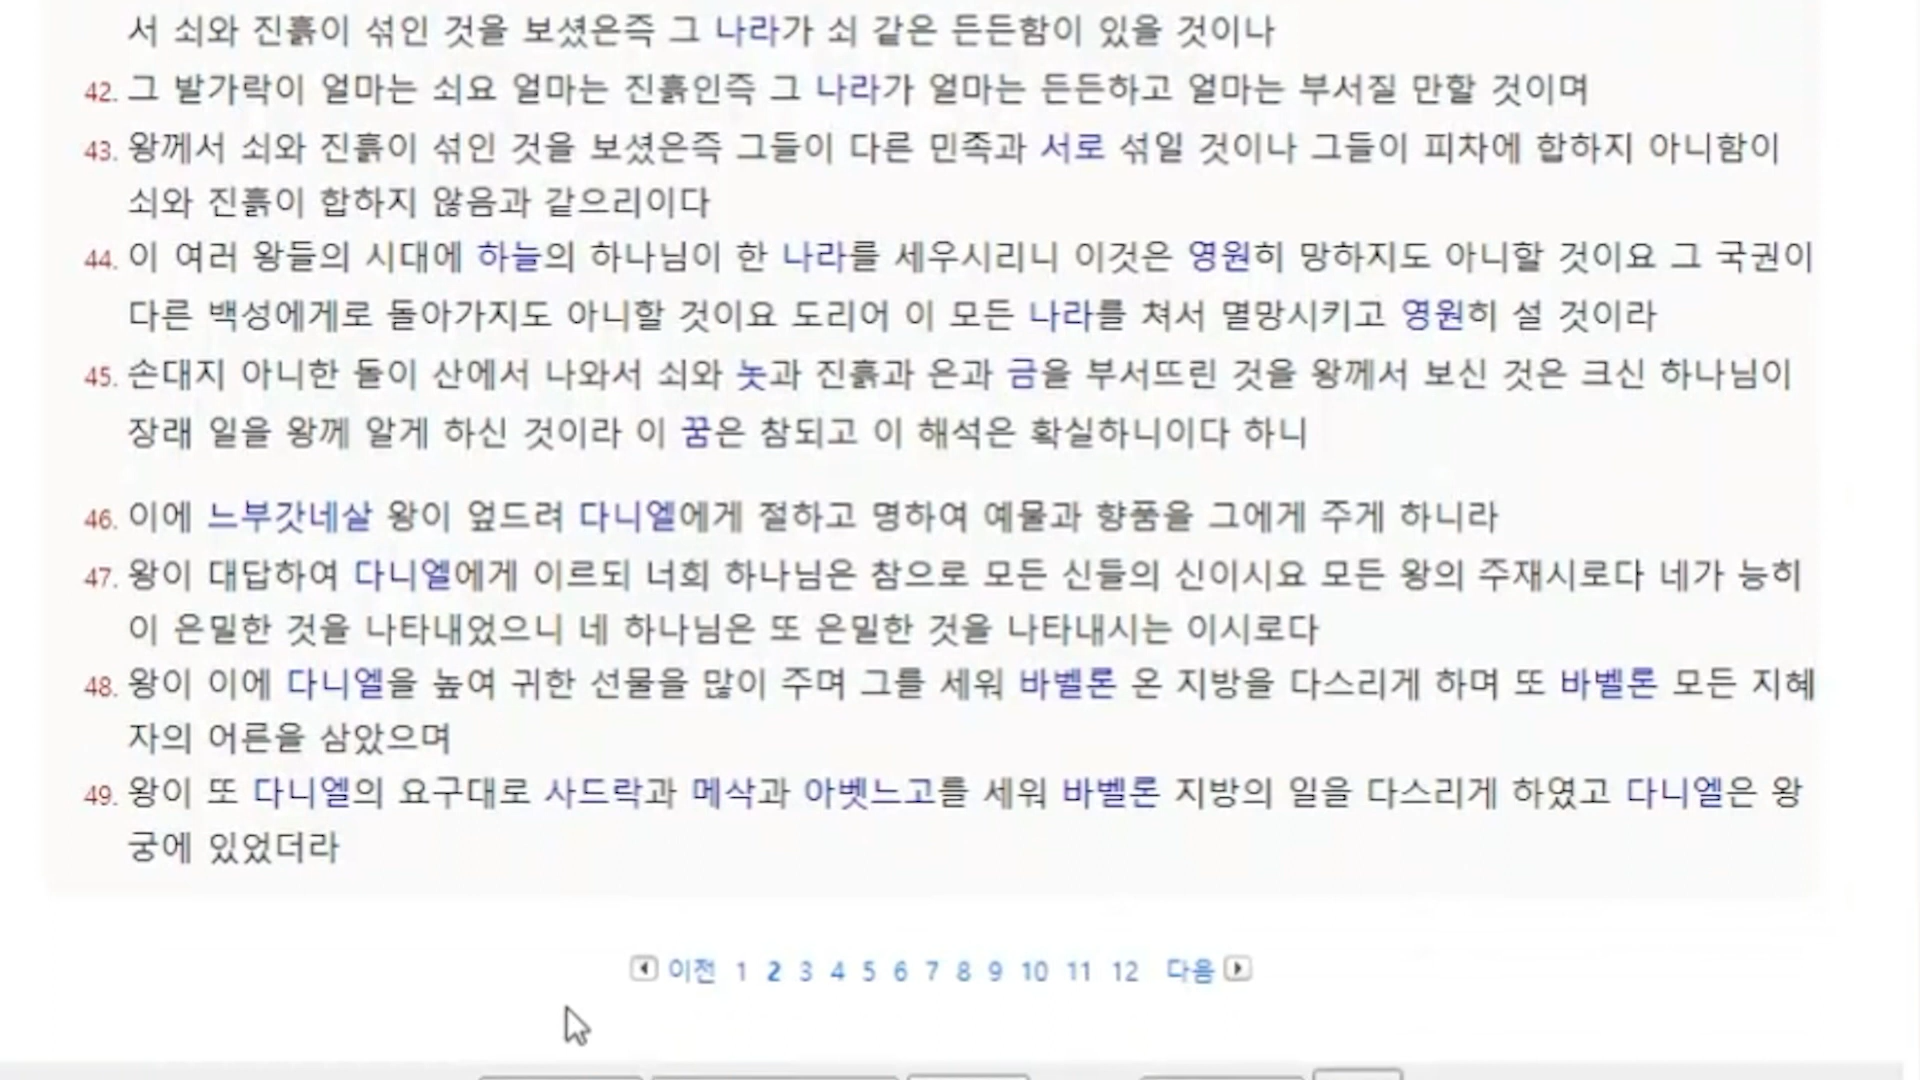 서 쇠와 진흙이 섞인 것을 보셨은즉 그 나라가 쇠 같은 든든함이 있을 것이나
42. 그 발가락이 얼마는 쇠요 얼마는 진흙인즉 그 나라가 얼마는 든든하고 얼마는 부서질 만할 것이며
43. 왕께서 쇠와 진흙이 섞인 것을 보셨은즉 그들이 다른 민족과 서로 섞일 것이나 그들이 피차에 합하지 아니함이
쇠와 진흙이 합하지 않음과 같으리이다
44. 이 여러 왕들의 시대에 하늘의 하나님이 한 나라를 세우시리니 이것은 영원히 망하지도 아니할 것이요 그 국권이
다른 백성에게로 돌아가지도 아니할 것이요 도리어 이 모든 나라를 쳐서 멸망시키고 영원히 설 것이라
45. 손대지 아니한 돌이 산에서 나와서 쇠와 놋과 진흙과 은과 금을 부서뜨린 것을 왕께서 보신 것은 크신 하나님이
장래 일을 왕께 알게 하신 것이라 이 꿈은 참되고 이 해석은 확실하니이다 하니
46. 이에 느부갓네살 왕이 엎드려 다니엘에게 절하고 명하여 예물과 향품을 그에게 주게 하니라
47. 왕이 대답하여 다니엘에게 이르되 너희 하나님은 참으로 모든 신들의 신이시요 모든 왕의 주재시로다 네가 능히
이 은밀한 것을 나타내었으니 네 하나님은 또 은밀한 것을 나타내시는 이시로다
48. 왕이 이에 다니엘을 높여 귀한 선물을 많이 주며 그를 세워 바벨론 온 지방을 다스리게 하며 또 바벨론 모든 지혜
자의 어른을 삼았으며
49. 왕이 또 다니엘의 요구대로 사드락과 메삭과 아벳느고를 세워 바벨론 지방의 일을 다스리게 하였고 다니엘은 왕
궁에 있었더라
이전 1 2 3 4 5 6 7 8 9 10 11 12 다음